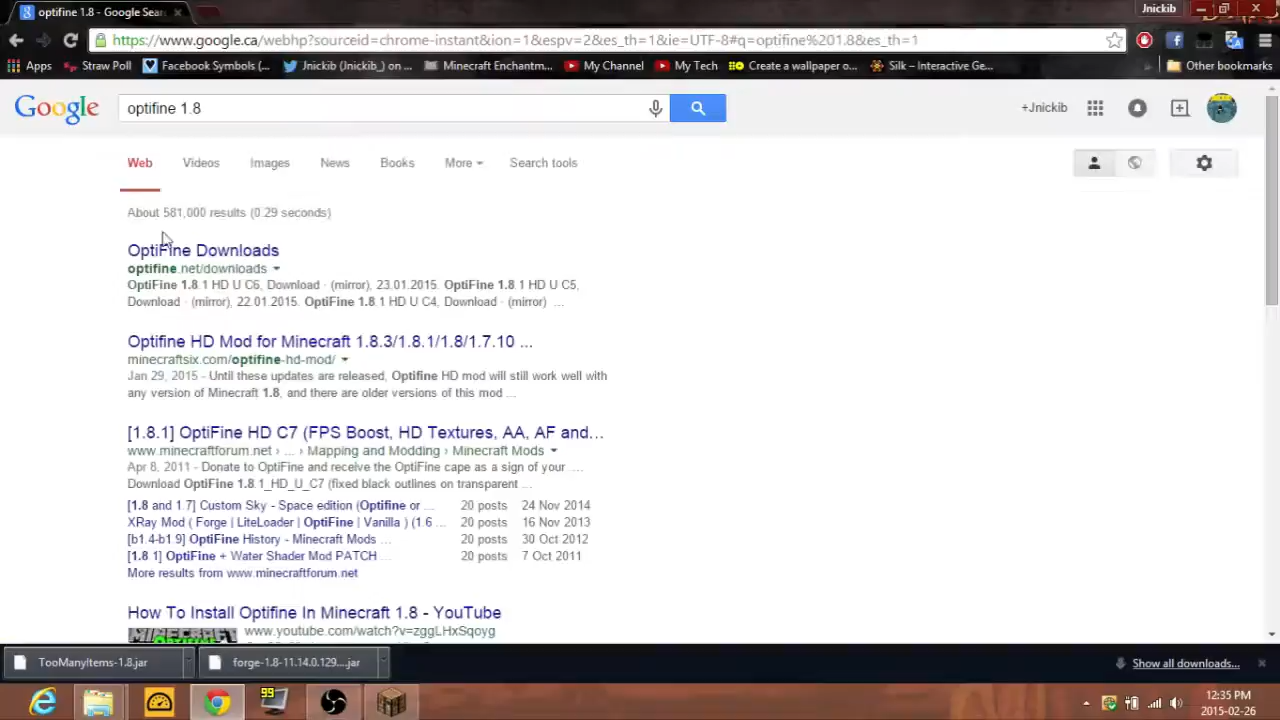 optifine 1.8 - Google Sear
Jnickib
https://www.google.ca/webhp?sourceid=chrome-instant&ion=1&espv=2&es_th=1&ie=UTF-8#q=optifine%201.8&es_th=1
Apps Straw Poll Facebook Symbols (... Jnickib (Jnickib_) on ... Minecraft Enchantm... My Channel My Tech Create a wallpaper o... Silk – Interactive Ge... » Other bookmarks
Google optifine 1.8 +Jnickib
Web Videos Images News Books More Search tools
About 581,000 results (0.29 seconds)
OptiFine Downloads
optifine.net/downloads
OptiFine 1.8.1 HD U C6, Download · (mirror), 23.01.2015. OptiFine 1.8.1 HD U C5,
Download · (mirror), 22.01.2015. OptiFine 1.8.1 HD U C4, Download · (mirror) ...
Optifine HD Mod for Minecraft 1.8.3/1.8.1/1.8/1.7.10 ...
minecraftsix.com/optifine-hd-mod/
Jan 29, 2015 - Until these updates are released, Optifine HD mod will still work well with
any version of Minecraft 1.8, and there are older versions of this mod ...
[1.8.1] OptiFine HD C7 (FPS Boost, HD Textures, AA, AF and...
www.minecraftforum.net › ... › Mapping and Modding › Minecraft Mods
Apr 8, 2011 - Donate to OptiFine and receive the OptiFine cape as a sign of your ...
Download OptiFine 1.8.1_HD_U_C7 (fixed black outlines on transparent ...
[1.8 and 1.7] Custom Sky - Space edition (Optifine or ... 20 posts 24 Nov 2014
XRay Mod ( Forge | LiteLoader | OptiFine | Vanilla ) (1.6 ... 20 posts 16 Nov 2013
[b1.4-b1.9] OptiFine History - Minecraft Mods ... 20 posts 30 Oct 2012
[1.8.1] OptiFine + Water Shader Mod PATCH ... 20 posts 7 Oct 2011
More results from www.minecraftforum.net
How To Install Optifine In Minecraft 1.8 - YouTube
www.youtube.com/watch?v=zggLHxSqoyg
OPTIFINE
TooManyItems-1.8.jar forge-1.8-11.14.0.129....jar Show all downloads...
99
12:35 PM
2015-02-26